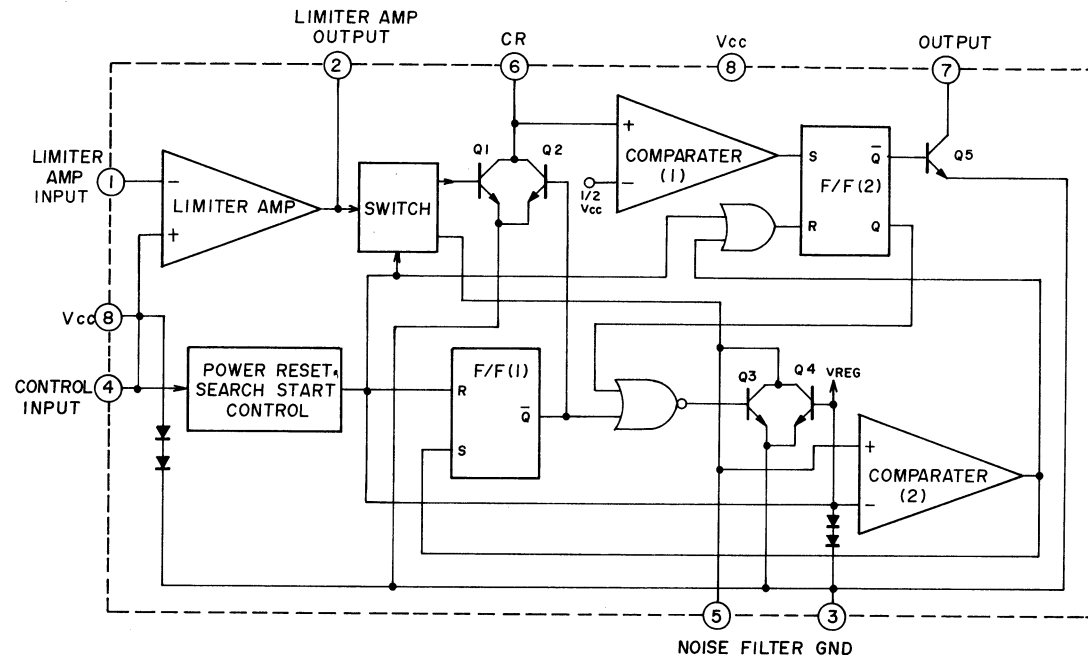 LIMITER AMP
OUTPUT
2
CR
6
Vcc
8
OUTPUT
7
LIMITER
AMP
INPUT
1
−
LIMITER AMP
+
SWITCH
Q1
Q2
+
COMPARATER
(1)
−
1/2
Vcc
S
Q̅
F/F(2)
R
Q
Q5
Vcc
8
CONTROL
INPUT
4
POWER RESET,
SEARCH START
CONTROL
F/F(1)
R
Q̅
S
Q3
Q4
VREG
+
COMPARATER
(2)
−
5
3
NOISE FILTER GND